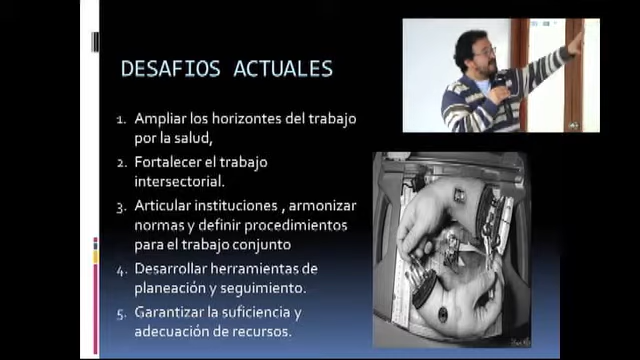 DESAFIOS ACTUALES
1. Ampliar los horizontes del trabajo
por la salud,
2. Fortalecer el trabajo
intersectorial.
3. Articular instituciones , armonizar
normas y definir procedimientos
para el trabajo conjunto
4. Desarrollar herramientas de
planeación y seguimiento.
5. Garantizar la suficiencia y
adecuación de recursos.